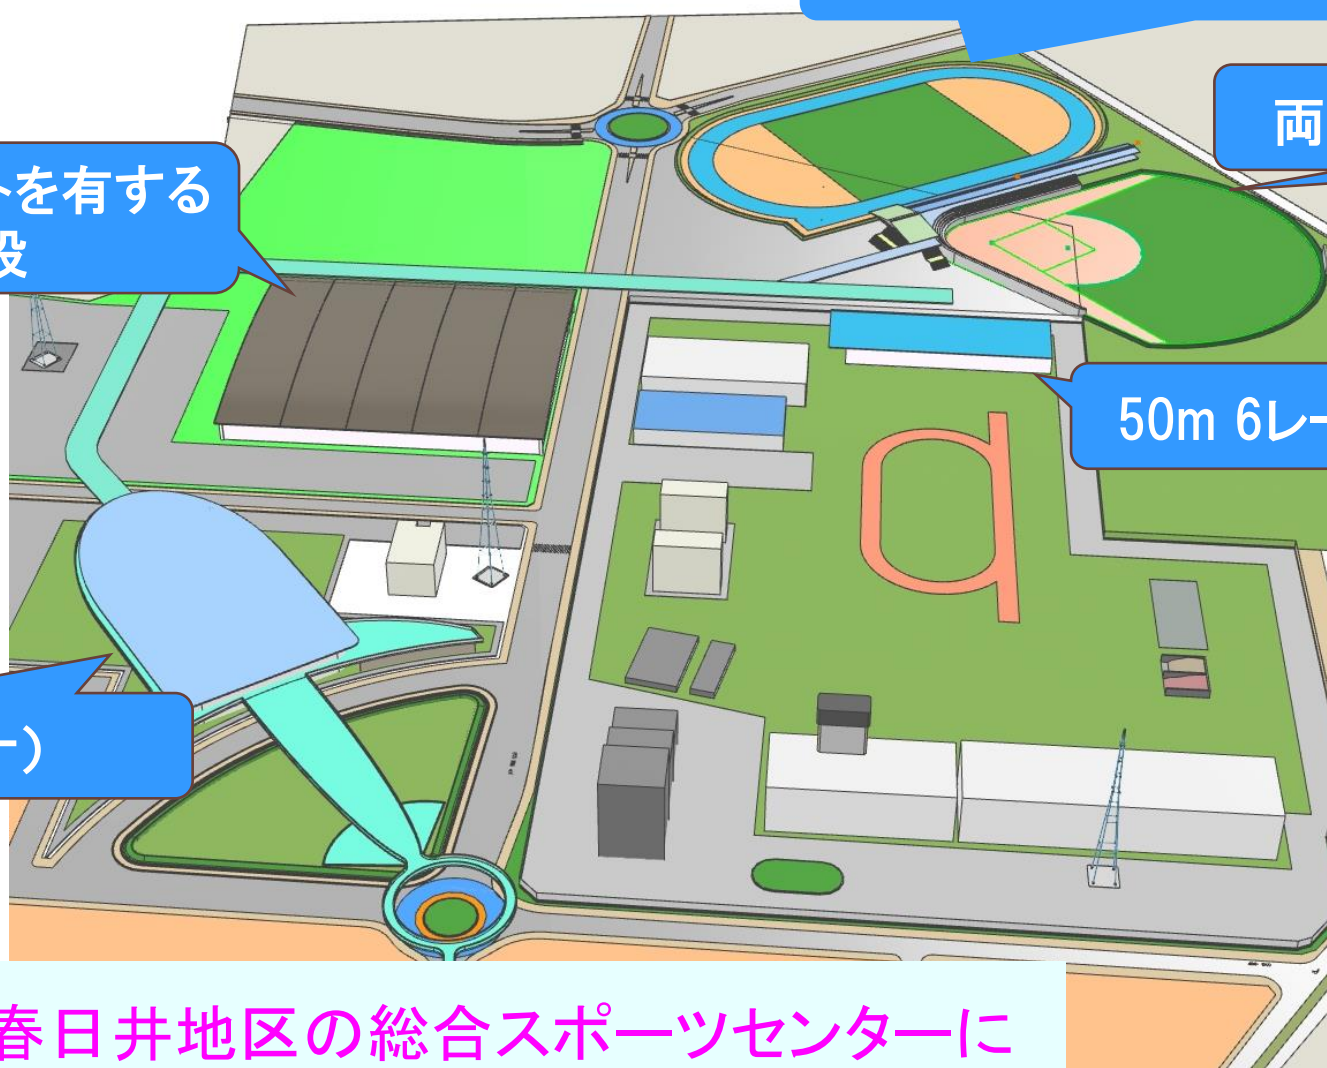 両
トを有する
設
50m 6レー
ー）
春日井地区の総合スポーツセンターに